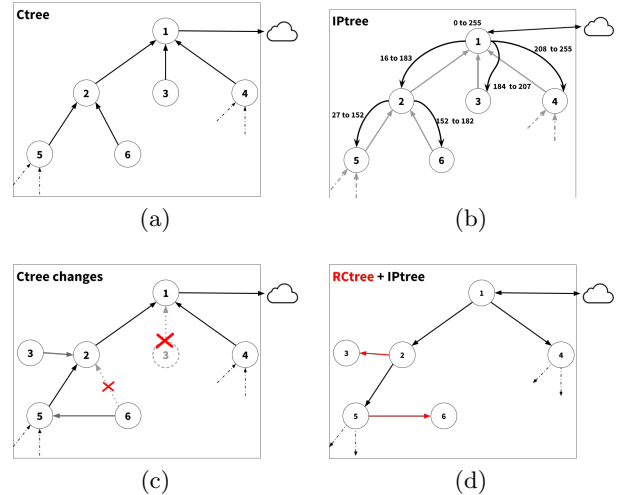 Ctree
1
2
3
4
5
6
(a)
IPtree
0 to 255
1
16 to 183
208 to 255
184 to 207
2
3
4
27 to 152
152 to 182
5
6
(b)
Ctree changes
1
3
2
3
4
5
6
(c)
RCtree + IPtree
1
3
2
4
5
6
(d)